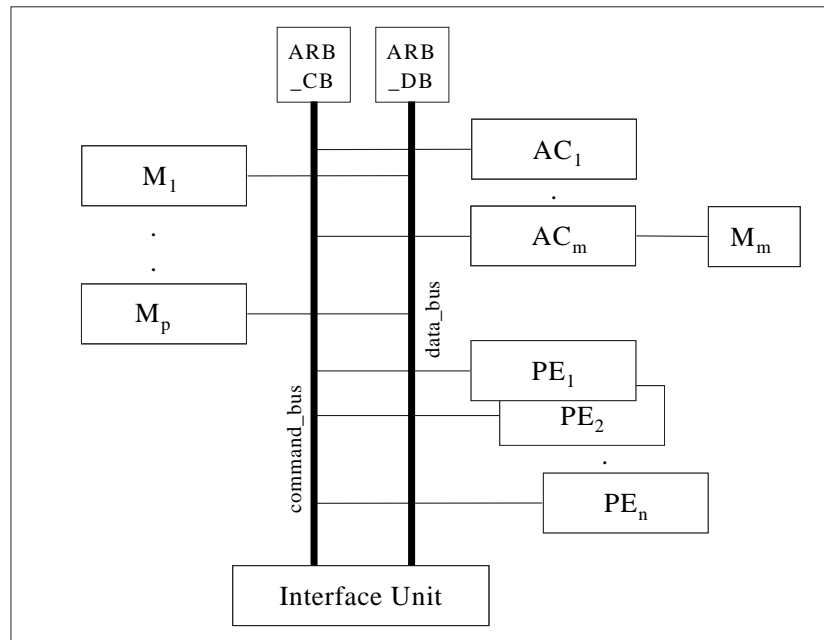 ARB
_CB
ARB
_DB
AC1
M1
.
.
.
ACm
Mm
Mp
data_bus
command_bus
PE1
PE2
.
PEn
Interface Unit